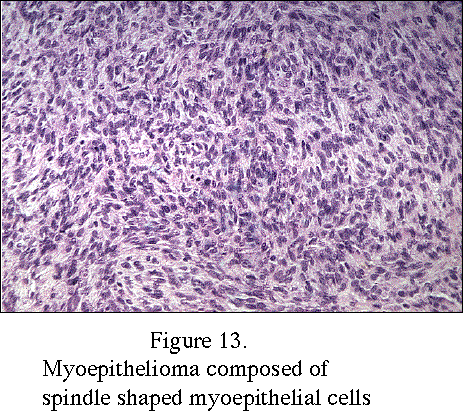 Figure 13.
Myoepithelioma composed of
spindle shaped myoepithelial cells